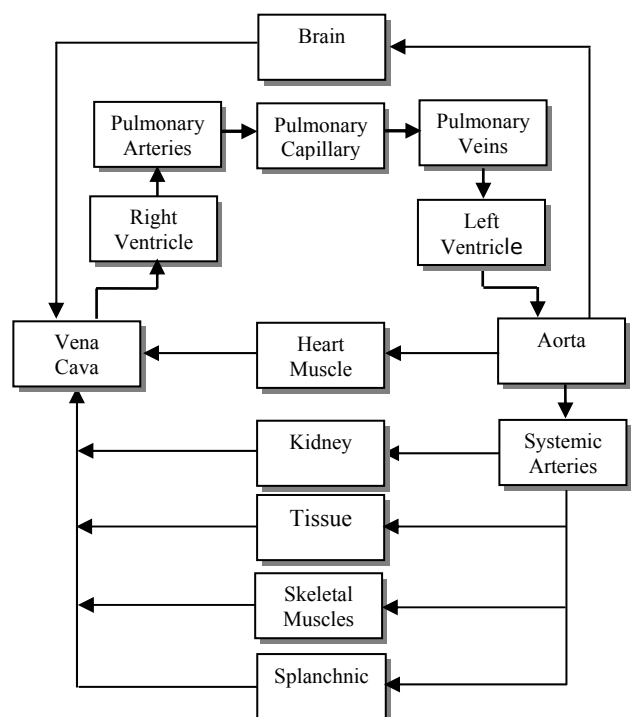 Brain
Pulmonary
Arteries
Pulmonary
Capillary
Pulmonary
Veins
Right
Ventricle
Left
Ventricle
Vena
Cava
Heart
Muscle
Aorta
Kidney
Systemic
Arteries
Tissue
Skeletal
Muscles
Splanchnic